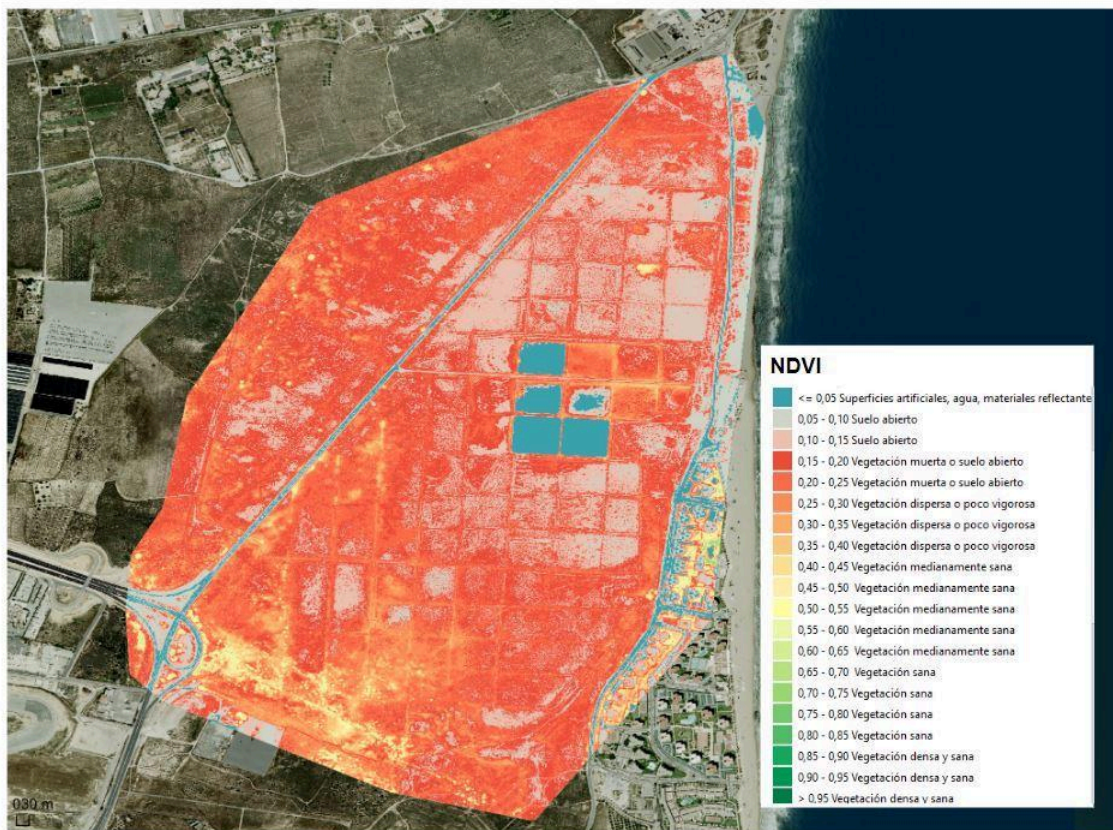 NDVI
<= 0,05 Superficies artificiales, agua, materiales reflectante
0,05 - 0,10 Suelo abierto
0,10 - 0,15 Suelo abierto
0,15 - 0,20 Vegetación muerta o suelo abierto
0,20 - 0,25 Vegetación muerta o suelo abierto
0,25 - 0,30 Vegetación dispersa o poco vigorosa
0,30 - 0,35 Vegetación dispersa o poco vigorosa
0,35 - 0,40 Vegetación dispersa o poco vigorosa
0,40 - 0,45 Vegetación medianamente sana
0,45 - 0,50 Vegetación medianamente sana
0,50 - 0,55 Vegetación medianamente sana
0,55 - 0,60 Vegetación medianamente sana
0,60 - 0,65 Vegetación medianamente sana
0,65 - 0,70 Vegetación sana
0,70 - 0,75 Vegetación sana
0,75 - 0,80 Vegetación sana
0,80 - 0,85 Vegetación sana
0,85 - 0,90 Vegetación densa y sana
0,90 - 0,95 Vegetación densa y sana
> 0,95 Vegetación densa y sana
030 m